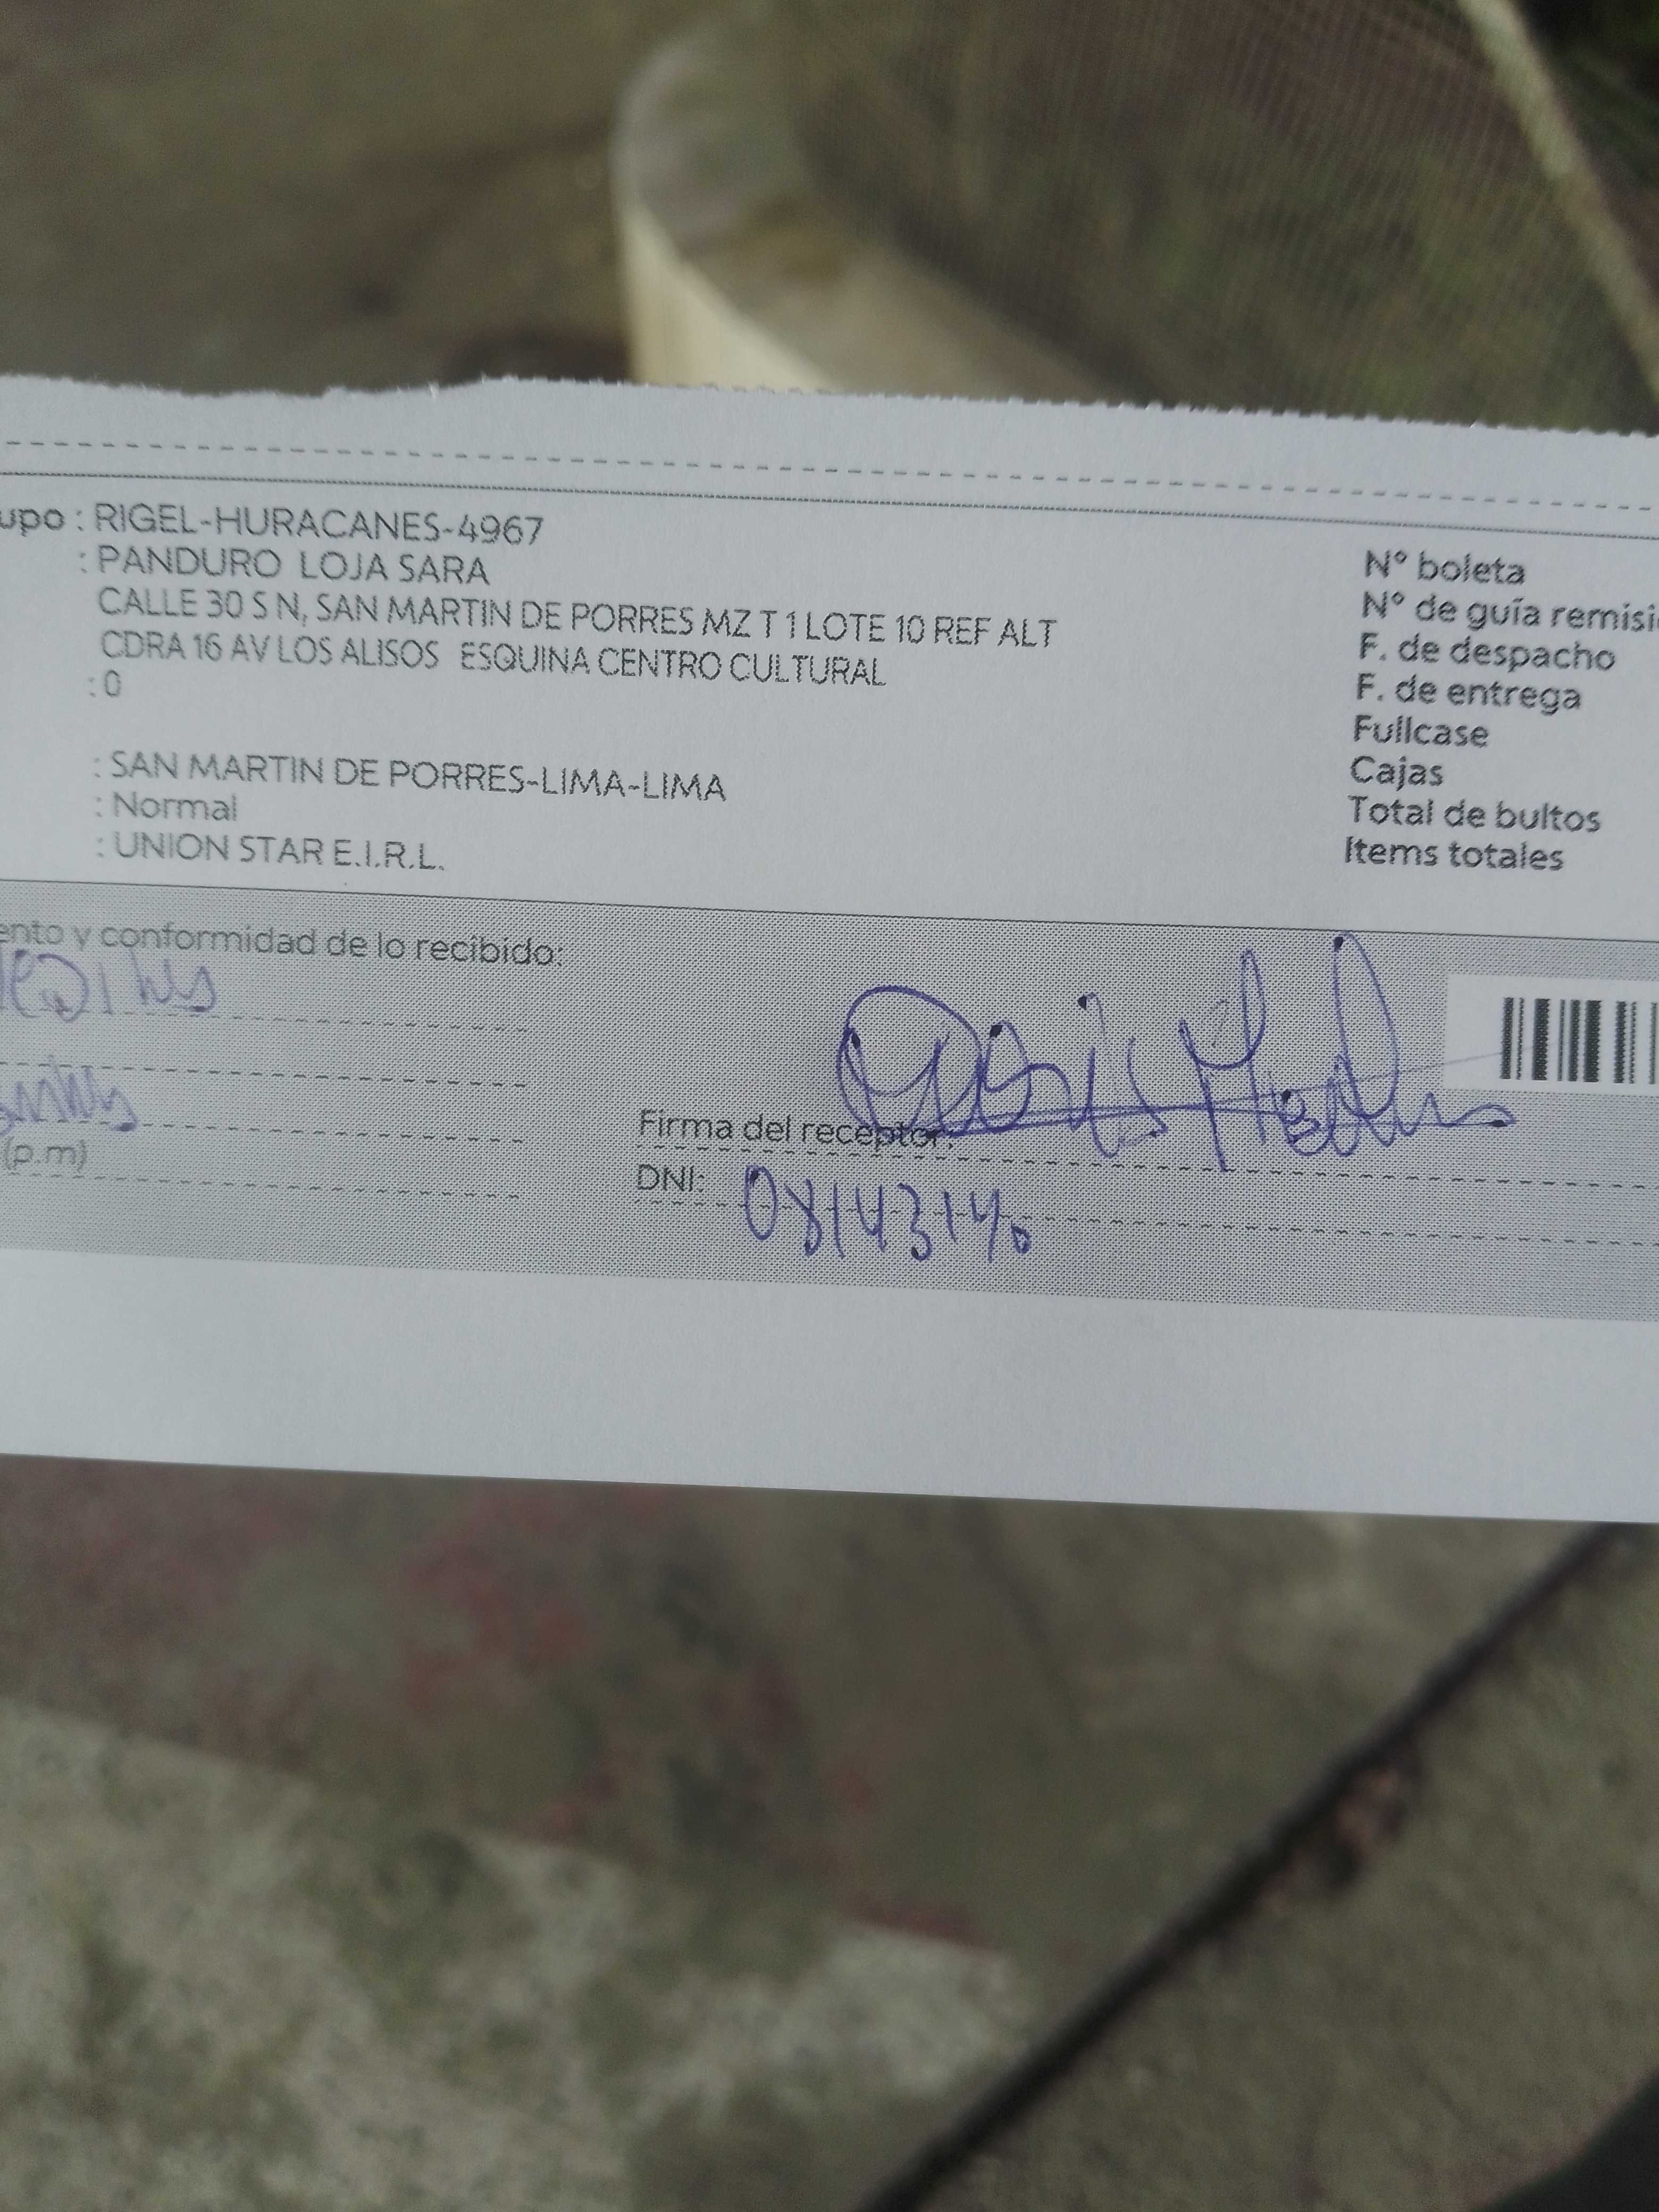 upo : RIGEL-HURACANES-4967
: PANDURO LOJA SARA
CALLE 30 S N, SAN MARTIN DE PORRES MZ T 1 LOTE 10 REF ALT
CDRA 16 AV LOS ALISOS ESQUINA CENTRO CULTURAL
: 0
: SAN MARTIN DE PORRES-LIMA-LIMA
: Normal
: UNION STAR E.I.R.L.
N° boleta
N° de guía remisi
F. de despacho
F. de entrega
Fullcase
Cajas
Total de bultos
Items totales
ento y conformidad de lo recibido:
(p.m)
Firma del receptor:
DNI: 08143140